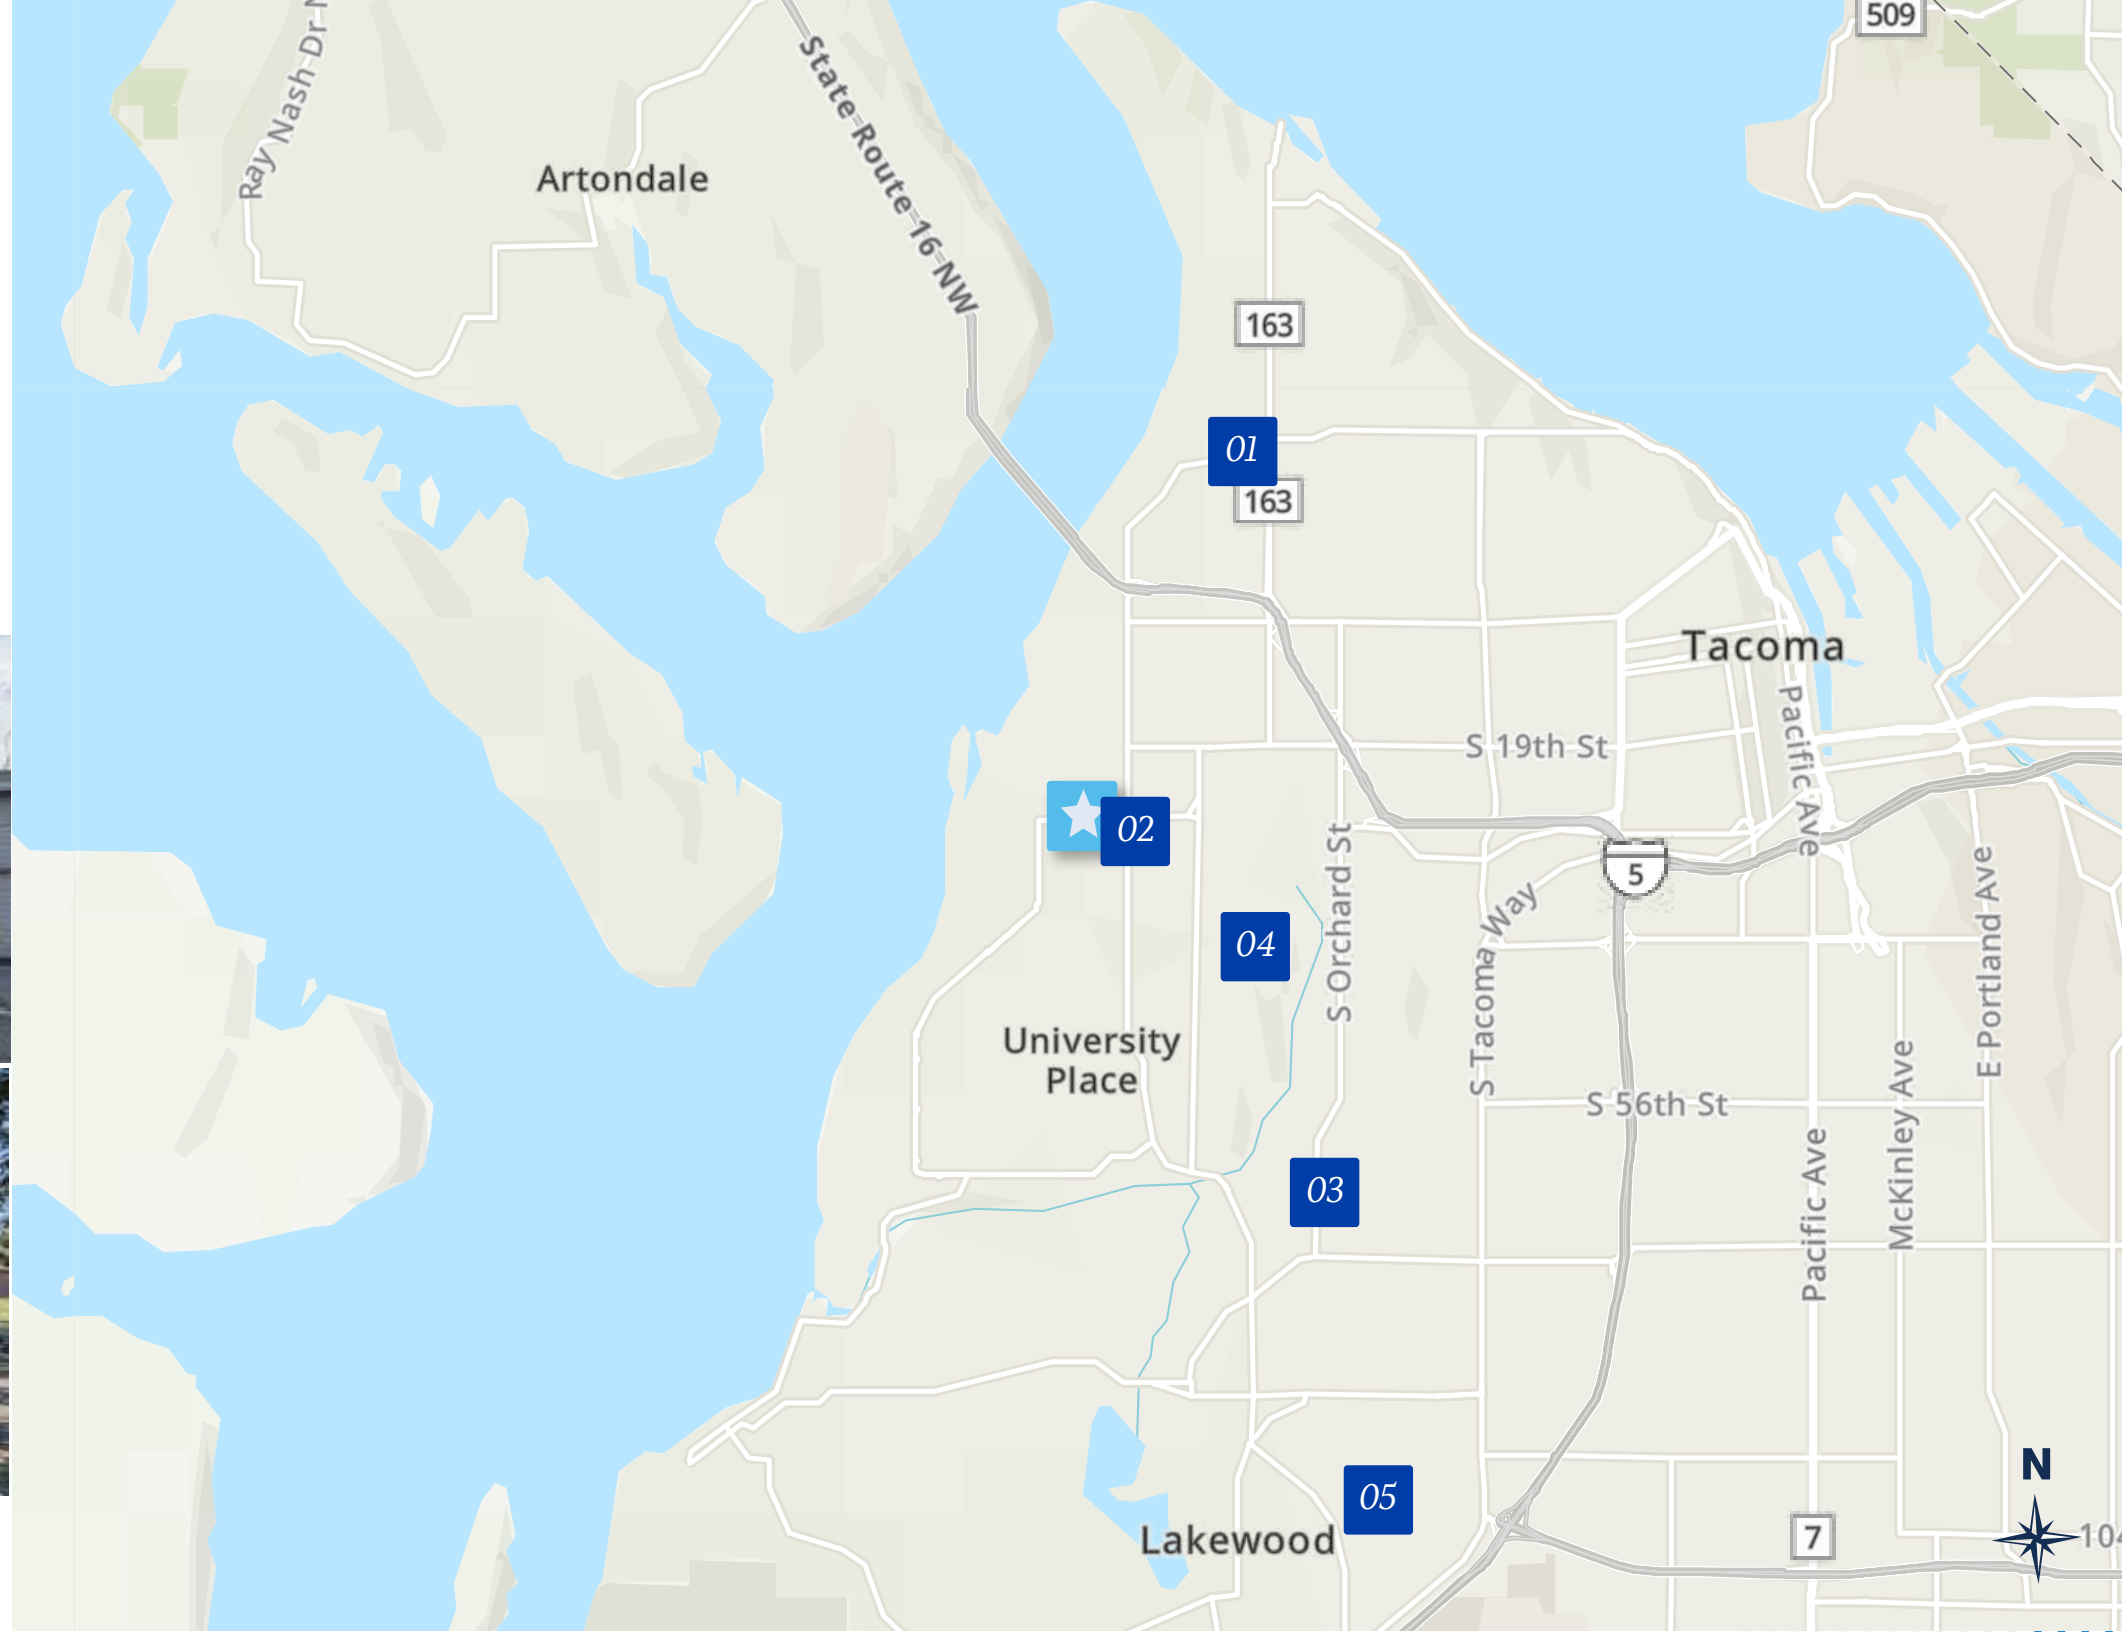 509
Ray Nash Dr N
State Route 16 NW
Artondale
163
01
163
Tacoma
Pacific Ave
S 19th St
02
5
S Orchard St
04
S Tacoma Way
E Portland Ave
University
Place
S 56th St
McKinley Ave
Pacific Ave
03
N
05
Lakewood
7